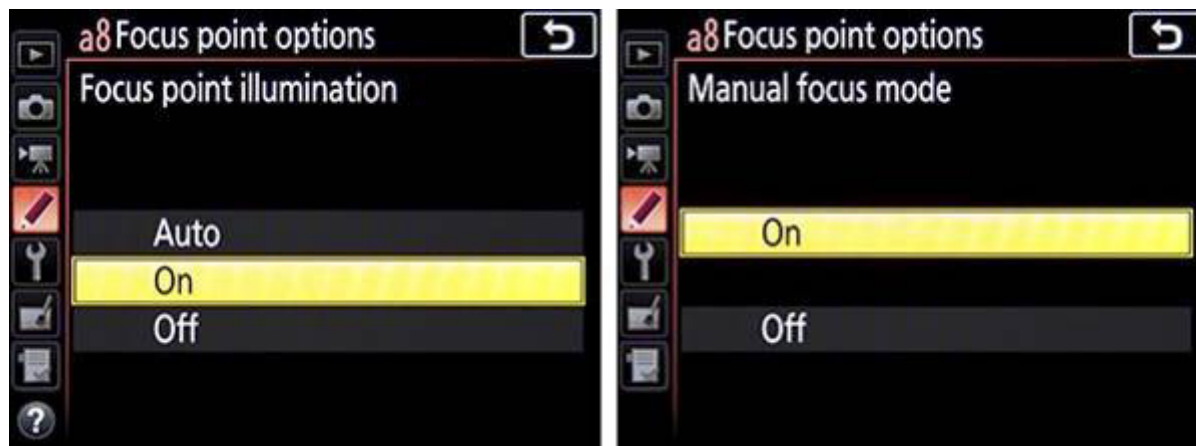 a8 Focus point options
Focus point illumination
Auto
On
Off
?
a8 Focus point options
Manual focus mode
On
Off